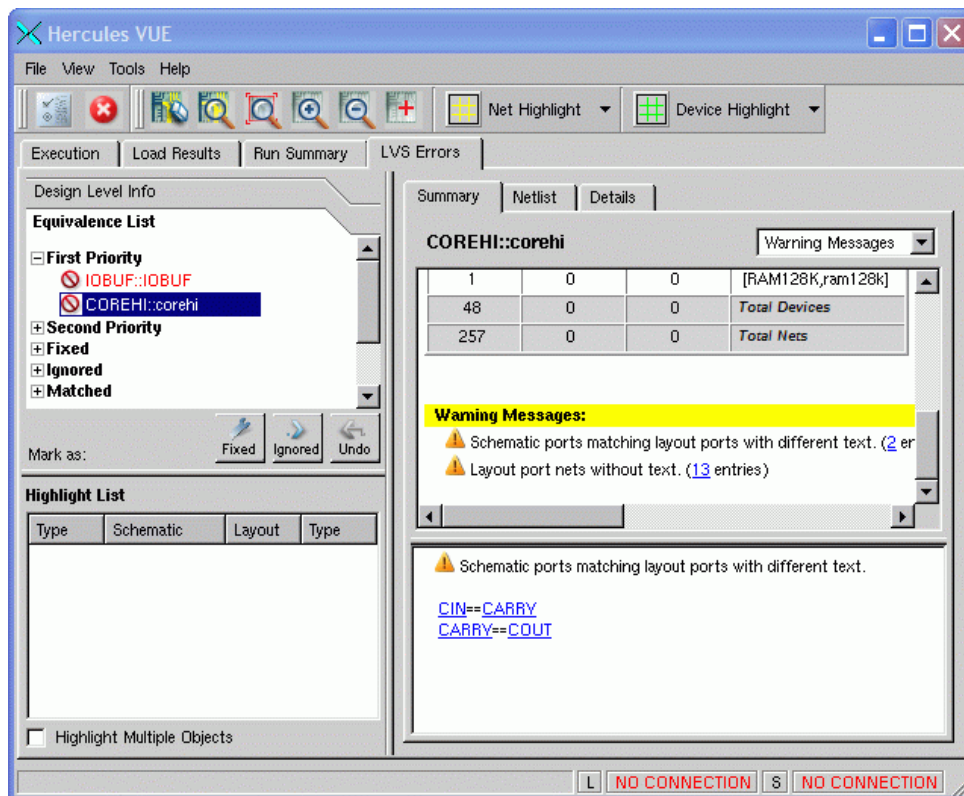 Hercules VUE
File View Tools Help
Net Highlight
Device Highlight
Execution
Load Results
Run Summary
LVS Errors
Design Level Info
Equivalence List
First Priority
IOBUF::IOBUF
COREHI::corehi
Second Priority
Fixed
Ignored
Matched
Mark as:
Fixed
Ignored
Undo
Highlight List
Type Schematic Layout Type
Highlight Multiple Objects
Summary
Netlist
Details
COREHI::corehi
Warning Messages
1 0 0 [RAM128K,ram128k]
48 0 0 Total Devices
257 0 0 Total Nets
Warning Messages:
Schematic ports matching layout ports with different text. (2 er
Layout port nets without text. (13 entries)
Schematic ports matching layout ports with different text.
CIN==CARRY
CARRY==COUT
L NO CONNECTION S NO CONNECTION